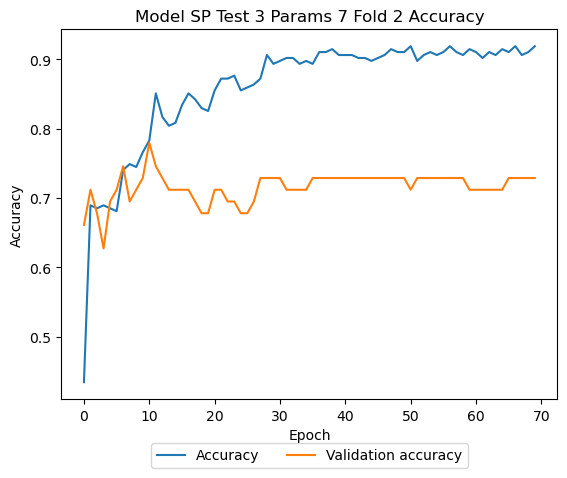 Model SP Test 3 Params 7 Fold 2 Accuracy
Accuracy
0.9
0.8
0.7
0.6
0.5
0 10 20 30 40 50 60 70
Epoch
Accuracy Validation accuracy